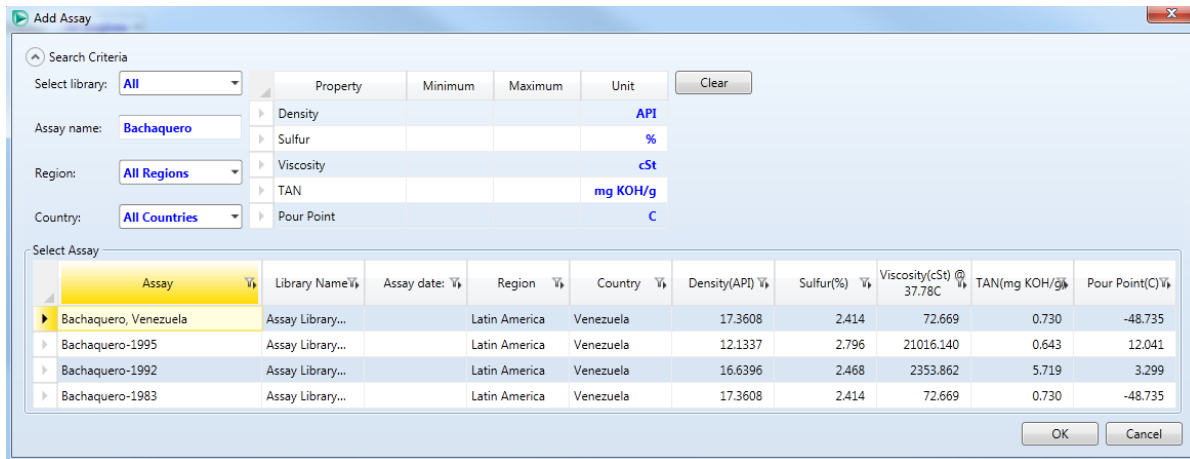 Add Assay
Search Criteria
Select library: All
Assay name: Bachaquero
Region: All Regions
Country: All Countries
Property Minimum Maximum Unit
Density API
Sulfur %
Viscosity cSt
TAN mg KOH/g
Pour Point C
Clear
Select Assay
Assay Library Name Assay date: Region Country Density(API) Sulfur(%) Viscosity(cSt) @ 37.78C TAN(mg KOH/g) Pour Point(C)
Bachaquero, Venezuela Assay Library... Latin America Venezuela 17.3608 2.414 72.669 0.730 -48.735
Bachaquero-1995 Assay Library... Latin America Venezuela 12.1337 2.796 21016.140 0.643 12.041
Bachaquero-1992 Assay Library... Latin America Venezuela 16.6396 2.468 2353.862 5.719 3.299
Bachaquero-1983 Assay Library... Latin America Venezuela 17.3608 2.414 72.669 0.730 -48.735
OK Cancel